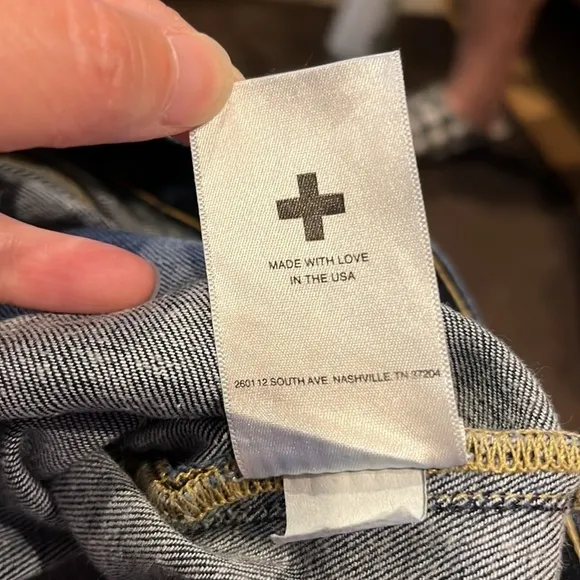 MADE WITH LOVE
IN THE USA
2601 12 SOUTH AVE. NASHVILLE, TN 37204